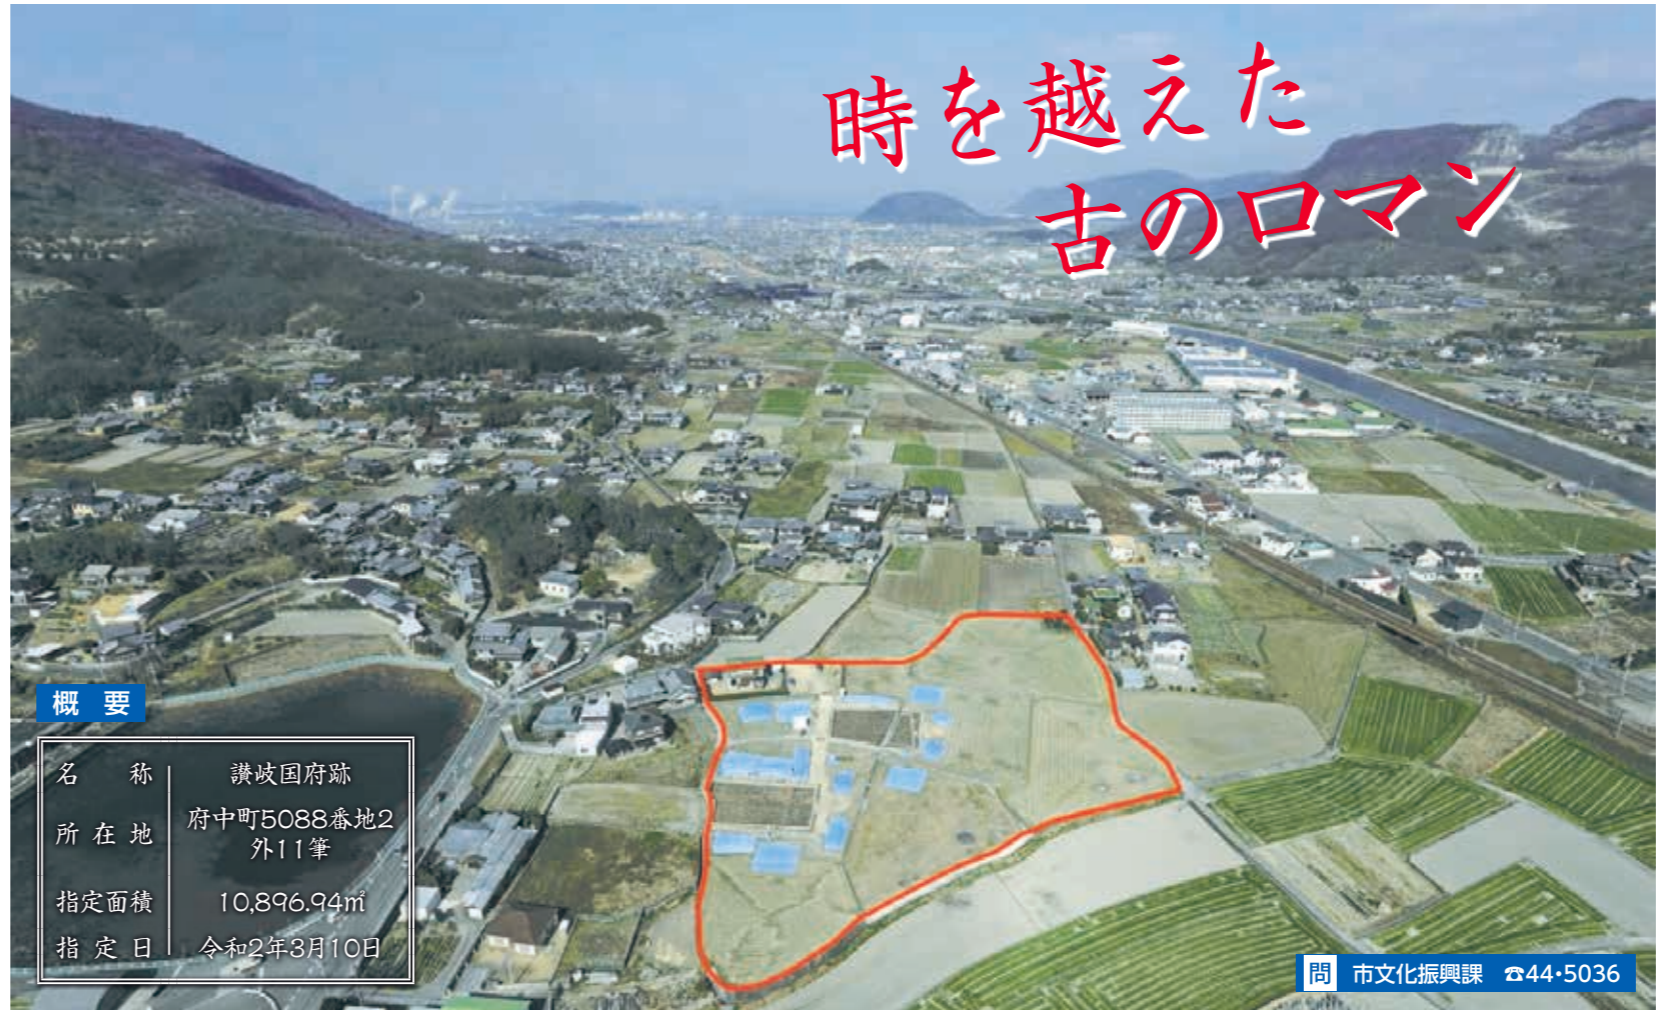 時を越えた
古のロマン
概要
名称 讃岐国府跡
所在地 府中町5088番地2
外11筆
指定面積 10,896.94㎡
指定日 令和2年3月10日
問 市文化振興課 ☎44・5036